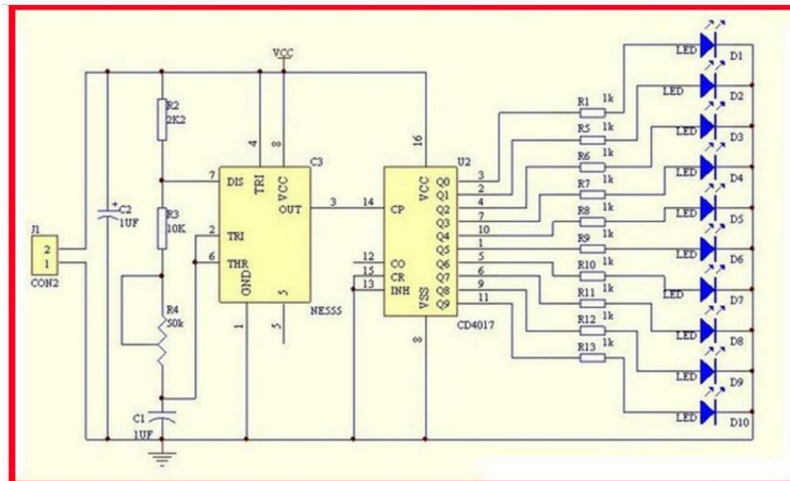 VCC
LED
D1
R1 1k
LED
D2
R5 1k
LED
D3
R6 1k
LED
D4
R7 1k
LED
D5
R8 1k
LED
D6
R9 1k
LED
D7
R10 1k
LED
D8
R11 1k
LED
D9
R12 1k
LED
D10
R13 1k
R2
2K2
R3
10K
R4
50k
C1
1UF
C2
+
1UF
J1
2
1
CON2
C3
4
8
7 DIS
TRI
VCC
OUT 3
2 TRI
6 THR
GND
5
1
5
NE555
U2
16
VCC
14 CP
12 CO
15 CR
13 INH
VSS
8
CD4017
Q0 3
Q1 2
Q2 4
Q3 7
Q4 10
Q5 1
Q6 5
Q7 6
Q8 9
Q9 11